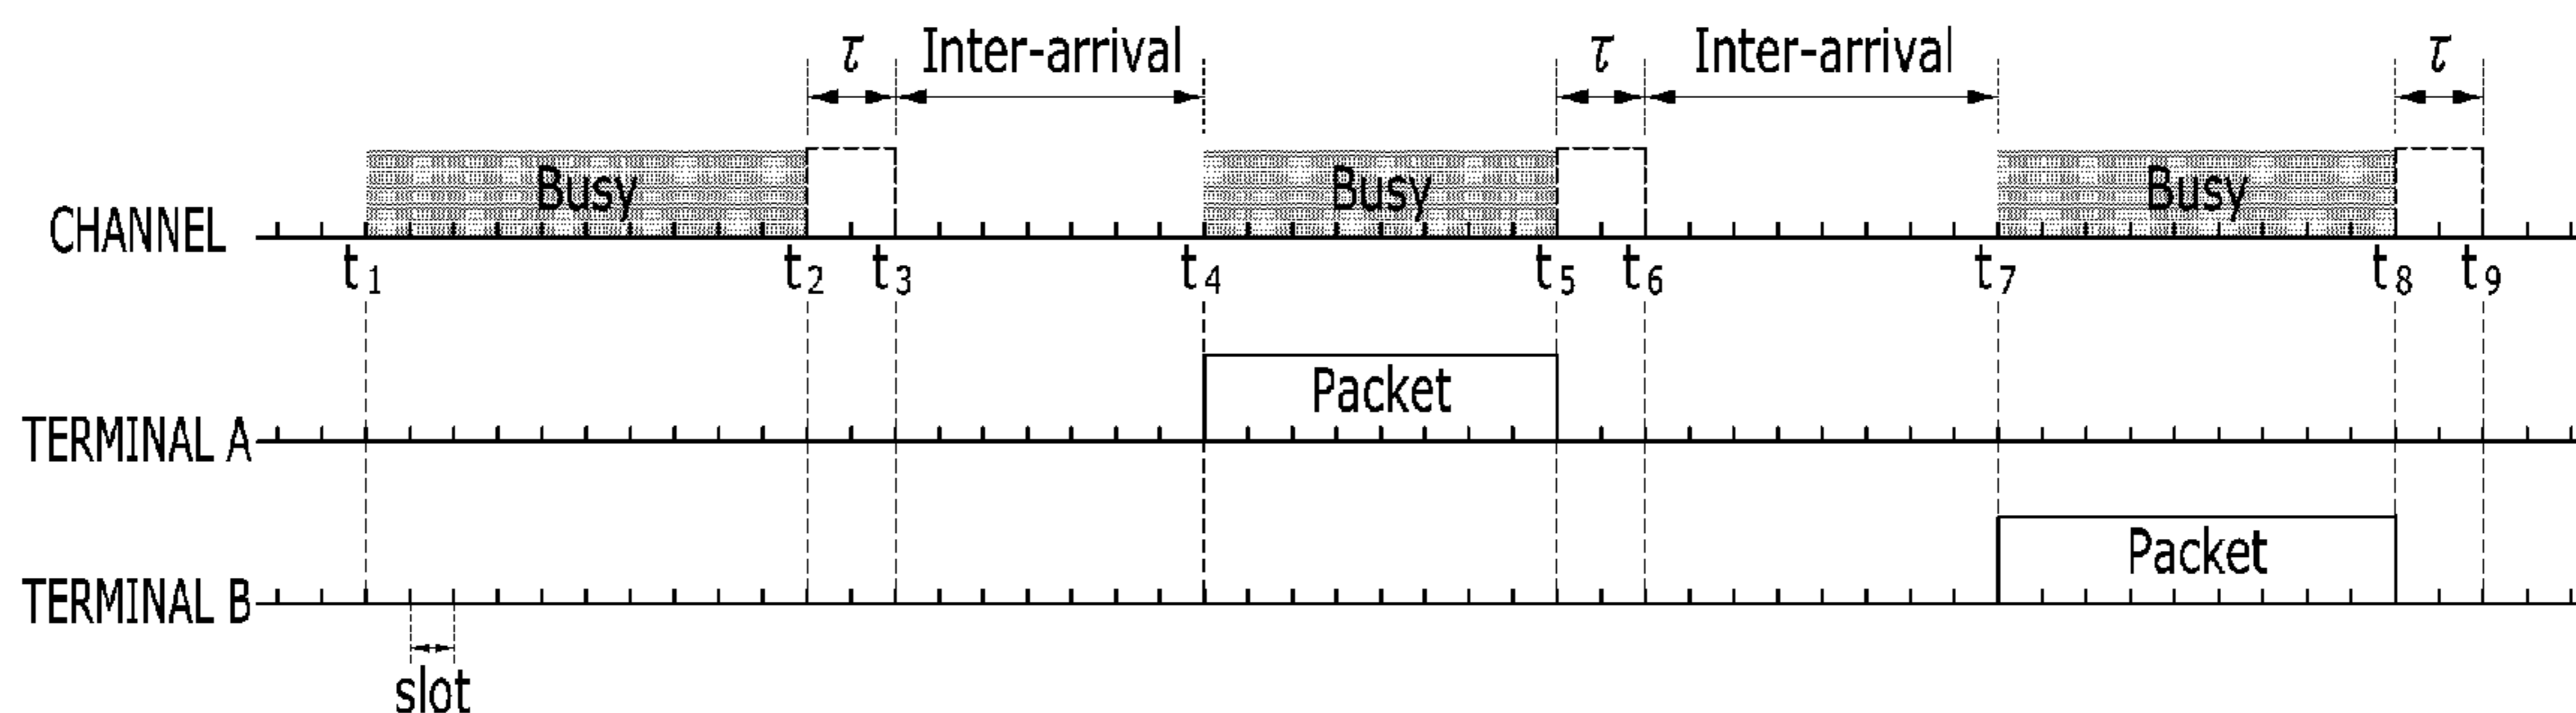 τ Inter-arrival τ Inter-arrival τ
Busy Busy Busy
CHANNEL
t1 t2 t3 t4 t5 t6 t7 t8 t9
Packet
TERMINAL A
Packet
TERMINAL B
slot